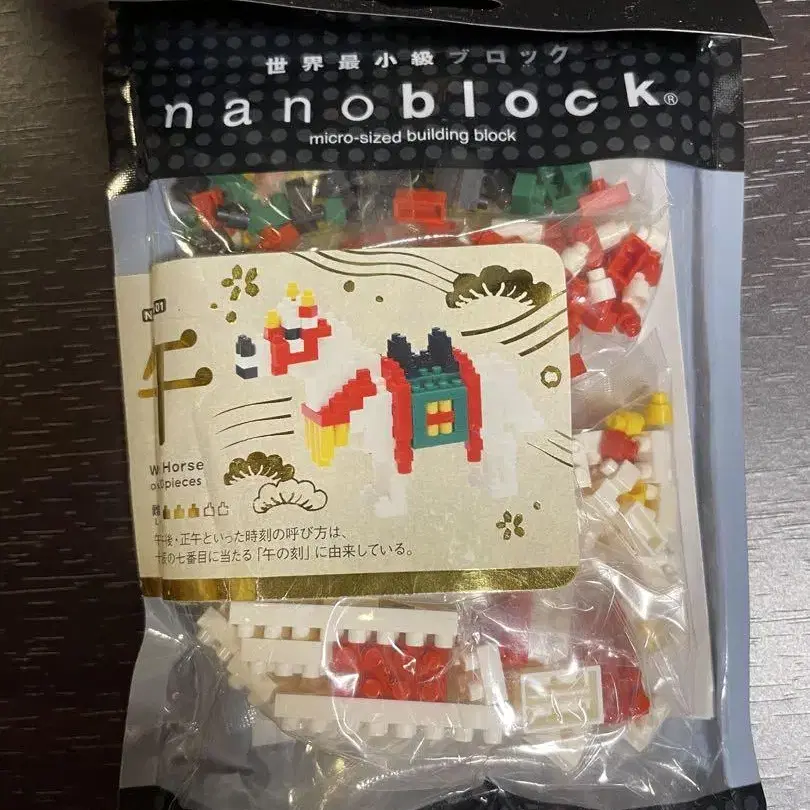 世界最小級ブロック
nanoblock®
micro-sized building block
01
午
Horse
pieces
後・正午といった時刻の呼び方は、
の七番目に当たる「午の刻」に由来している。